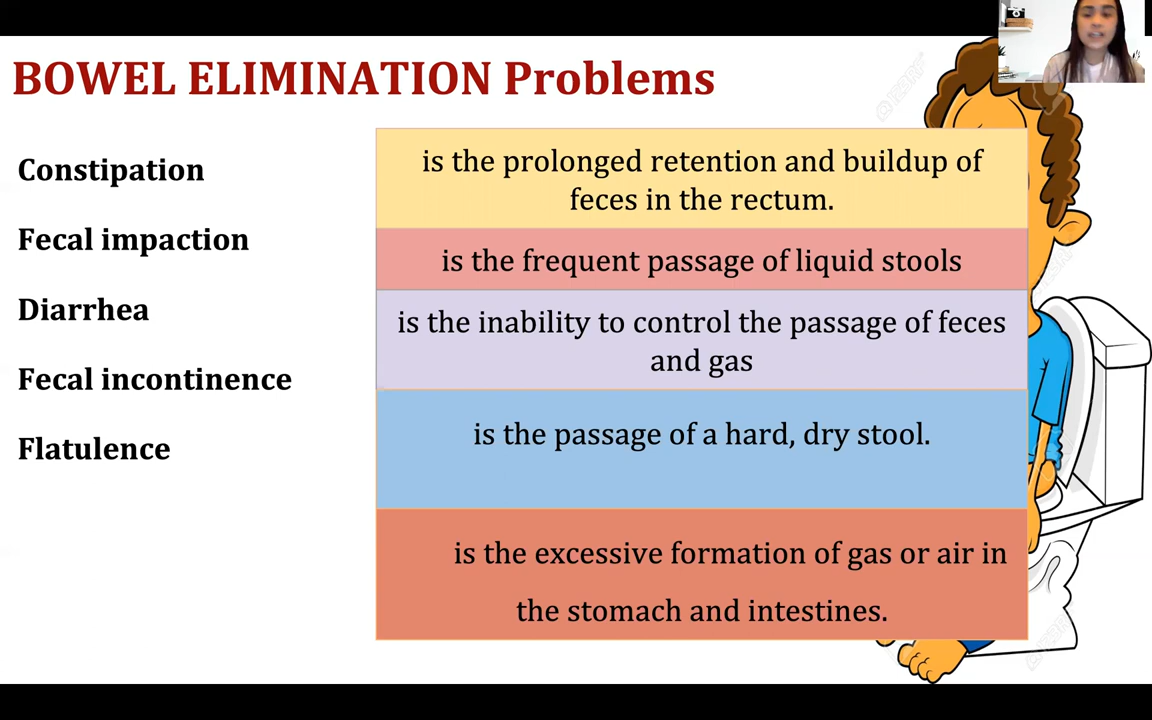 BOWEL ELIMINATION Problems
Constipation
Fecal impaction
Diarrhea
Fecal incontinence
Flatulence
is the prolonged retention and buildup of
feces in the rectum.
is the frequent passage of liquid stools
is the inability to control the passage of feces
and gas
is the passage of a hard, dry stool.
is the excessive formation of gas or air in
the stomach and intestines.
123RF